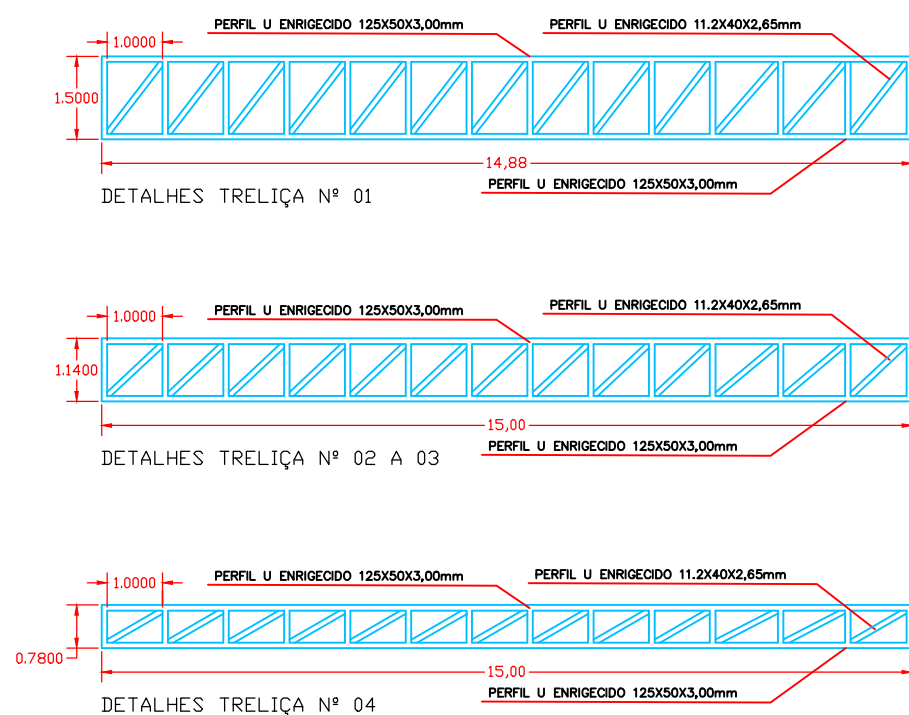 PERFIL U ENRIGECIDO 125X50X3,00mm
PERFIL U ENRIGECIDO 11.2X40X2,65mm
1.0000
1.5000
14,88
PERFIL U ENRIGECIDO 125X50X3,00mm
DETALHES TRELIÇA Nº 01
PERFIL U ENRIGECIDO 125X50X3,00mm
PERFIL U ENRIGECIDO 11.2X40X2,65mm
1.0000
1.1400
15,00
PERFIL U ENRIGECIDO 125X50X3,00mm
DETALHES TRELIÇA Nº 02 A 03
PERFIL U ENRIGECIDO 125X50X3,00mm
PERFIL U ENRIGECIDO 11.2X40X2,65mm
1.0000
0.7800
15,00
PERFIL U ENRIGECIDO 125X50X3,00mm
DETALHES TRELIÇA Nº 04